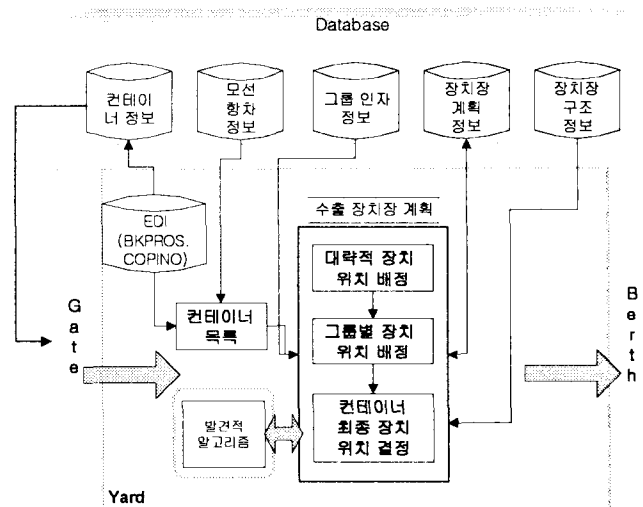 Database
컨테이
너 정보
모선
항차
정보
그룹 인자
정보
장치장
계획
정보
장치장
구조
정보
EDI
(BKPROS.
COPINO)
수출 장치장 계획
대략적 장치
위치 배정
컨테이너
목록
그룹별 장치
위치 배정
컨테이너
최종 장치
위치 결정
발견적
알고리즘
Gate
Berth
Yard